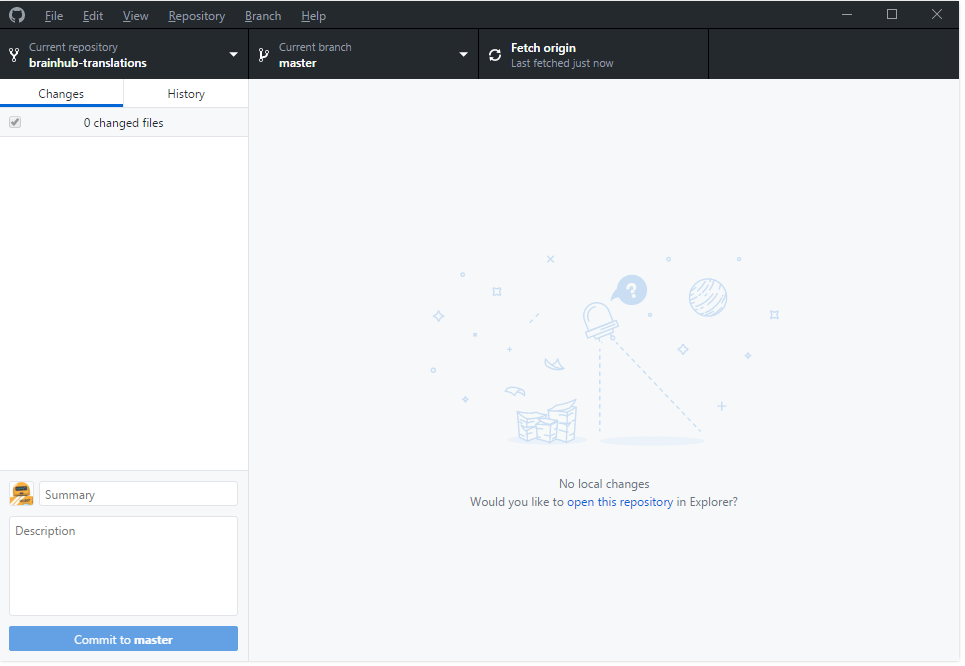 File Edit View Repository Branch Help
Current repository
brainhub-translations
Current branch
master
Fetch origin
Last fetched just now
Changes
History
0 changed files
?
No local changes
Would you like to open this repository in Explorer?
Summary
Description
Commit to master